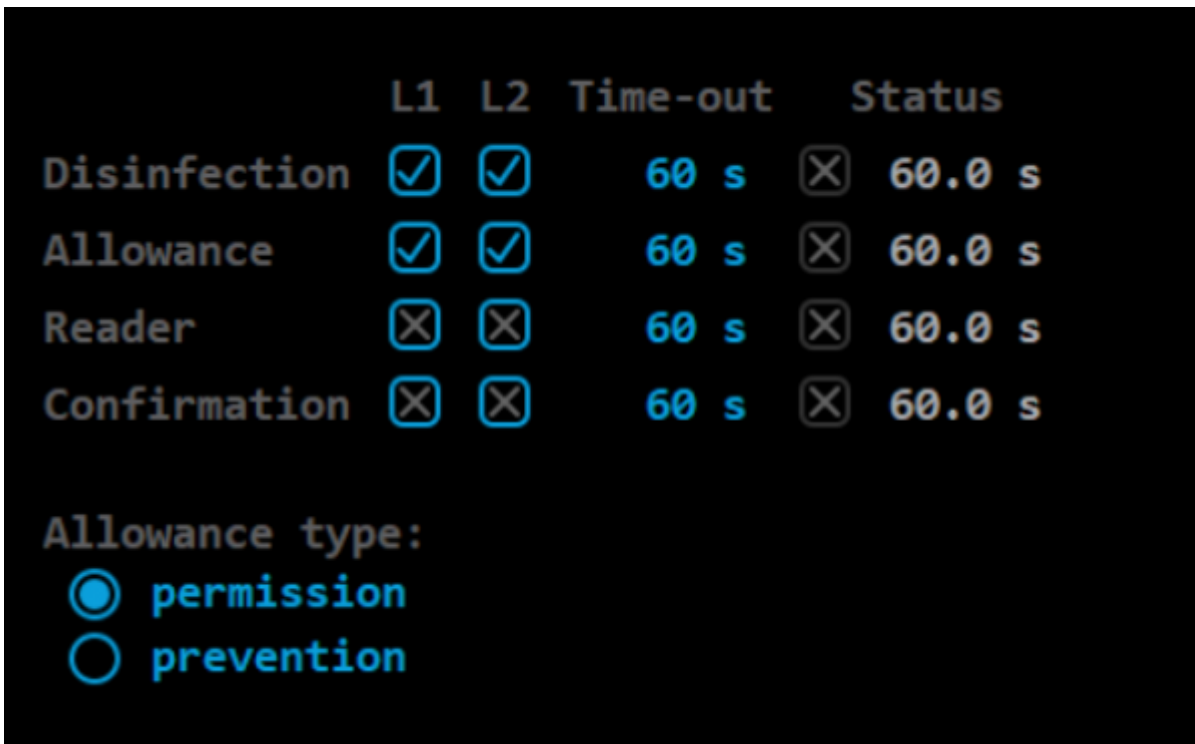 L1 L2 Time-out Status
Disinfection 60 s 60.0 s
Allowance 60 s 60.0 s
Reader 60 s 60.0 s
Confirmation 60 s 60.0 s
Allowance type:
permission
prevention